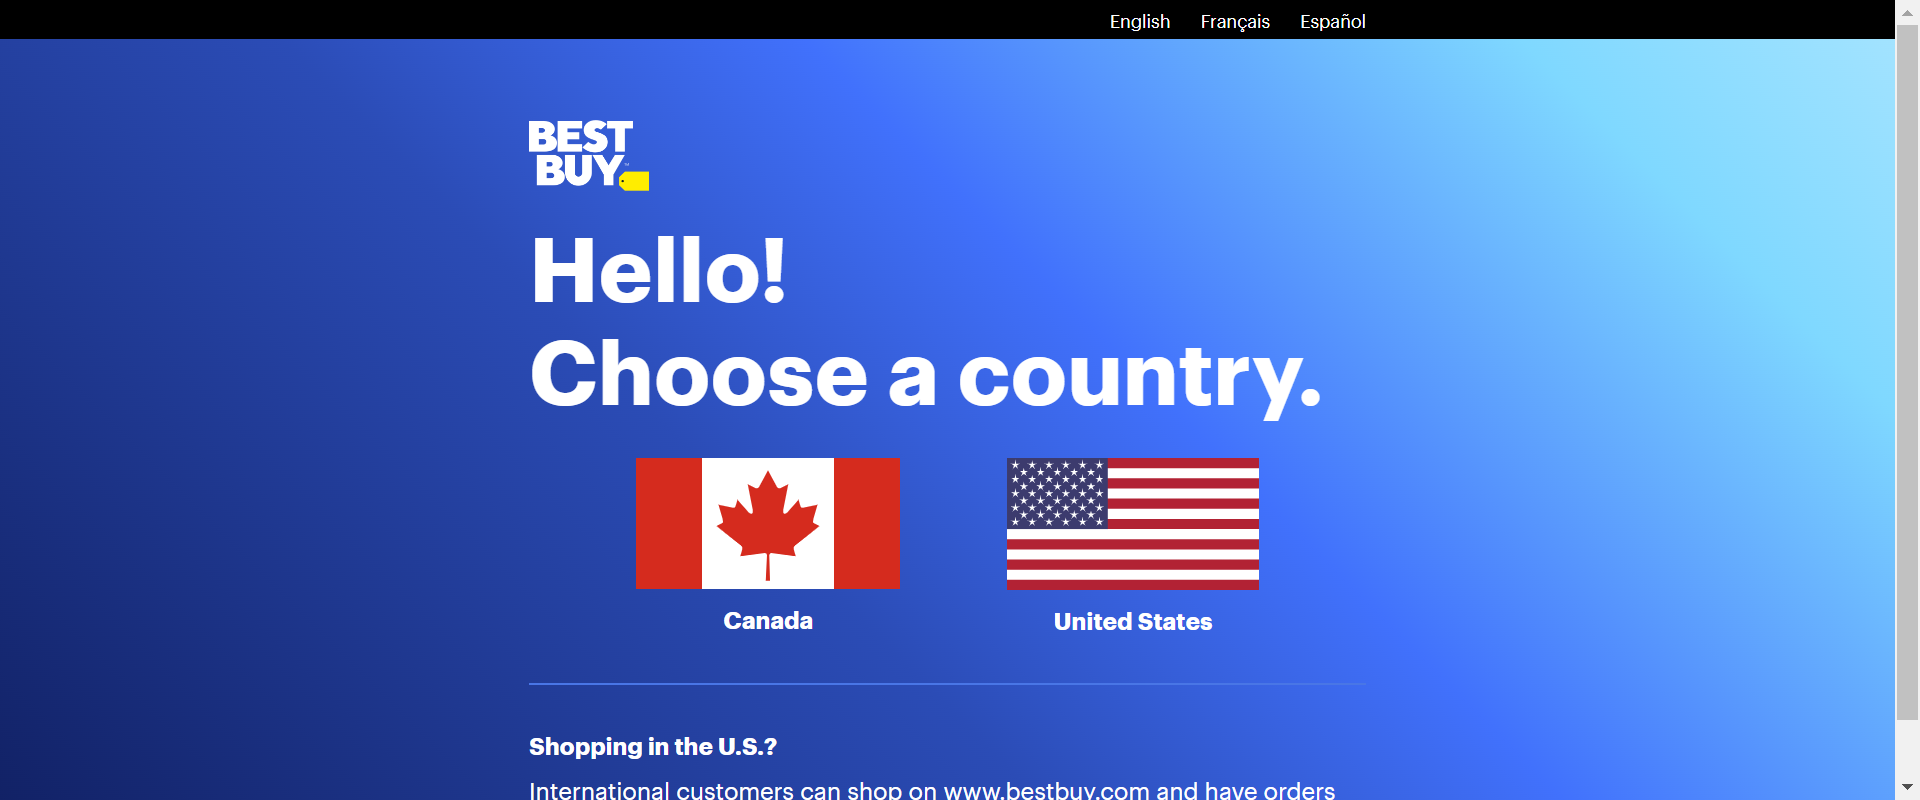 English Français Español
BEST
BUY™
Hello!
Choose a country.
Canada United States
Shopping in the U.S.?
International customers can shop on www.bestbuy.com and have orders